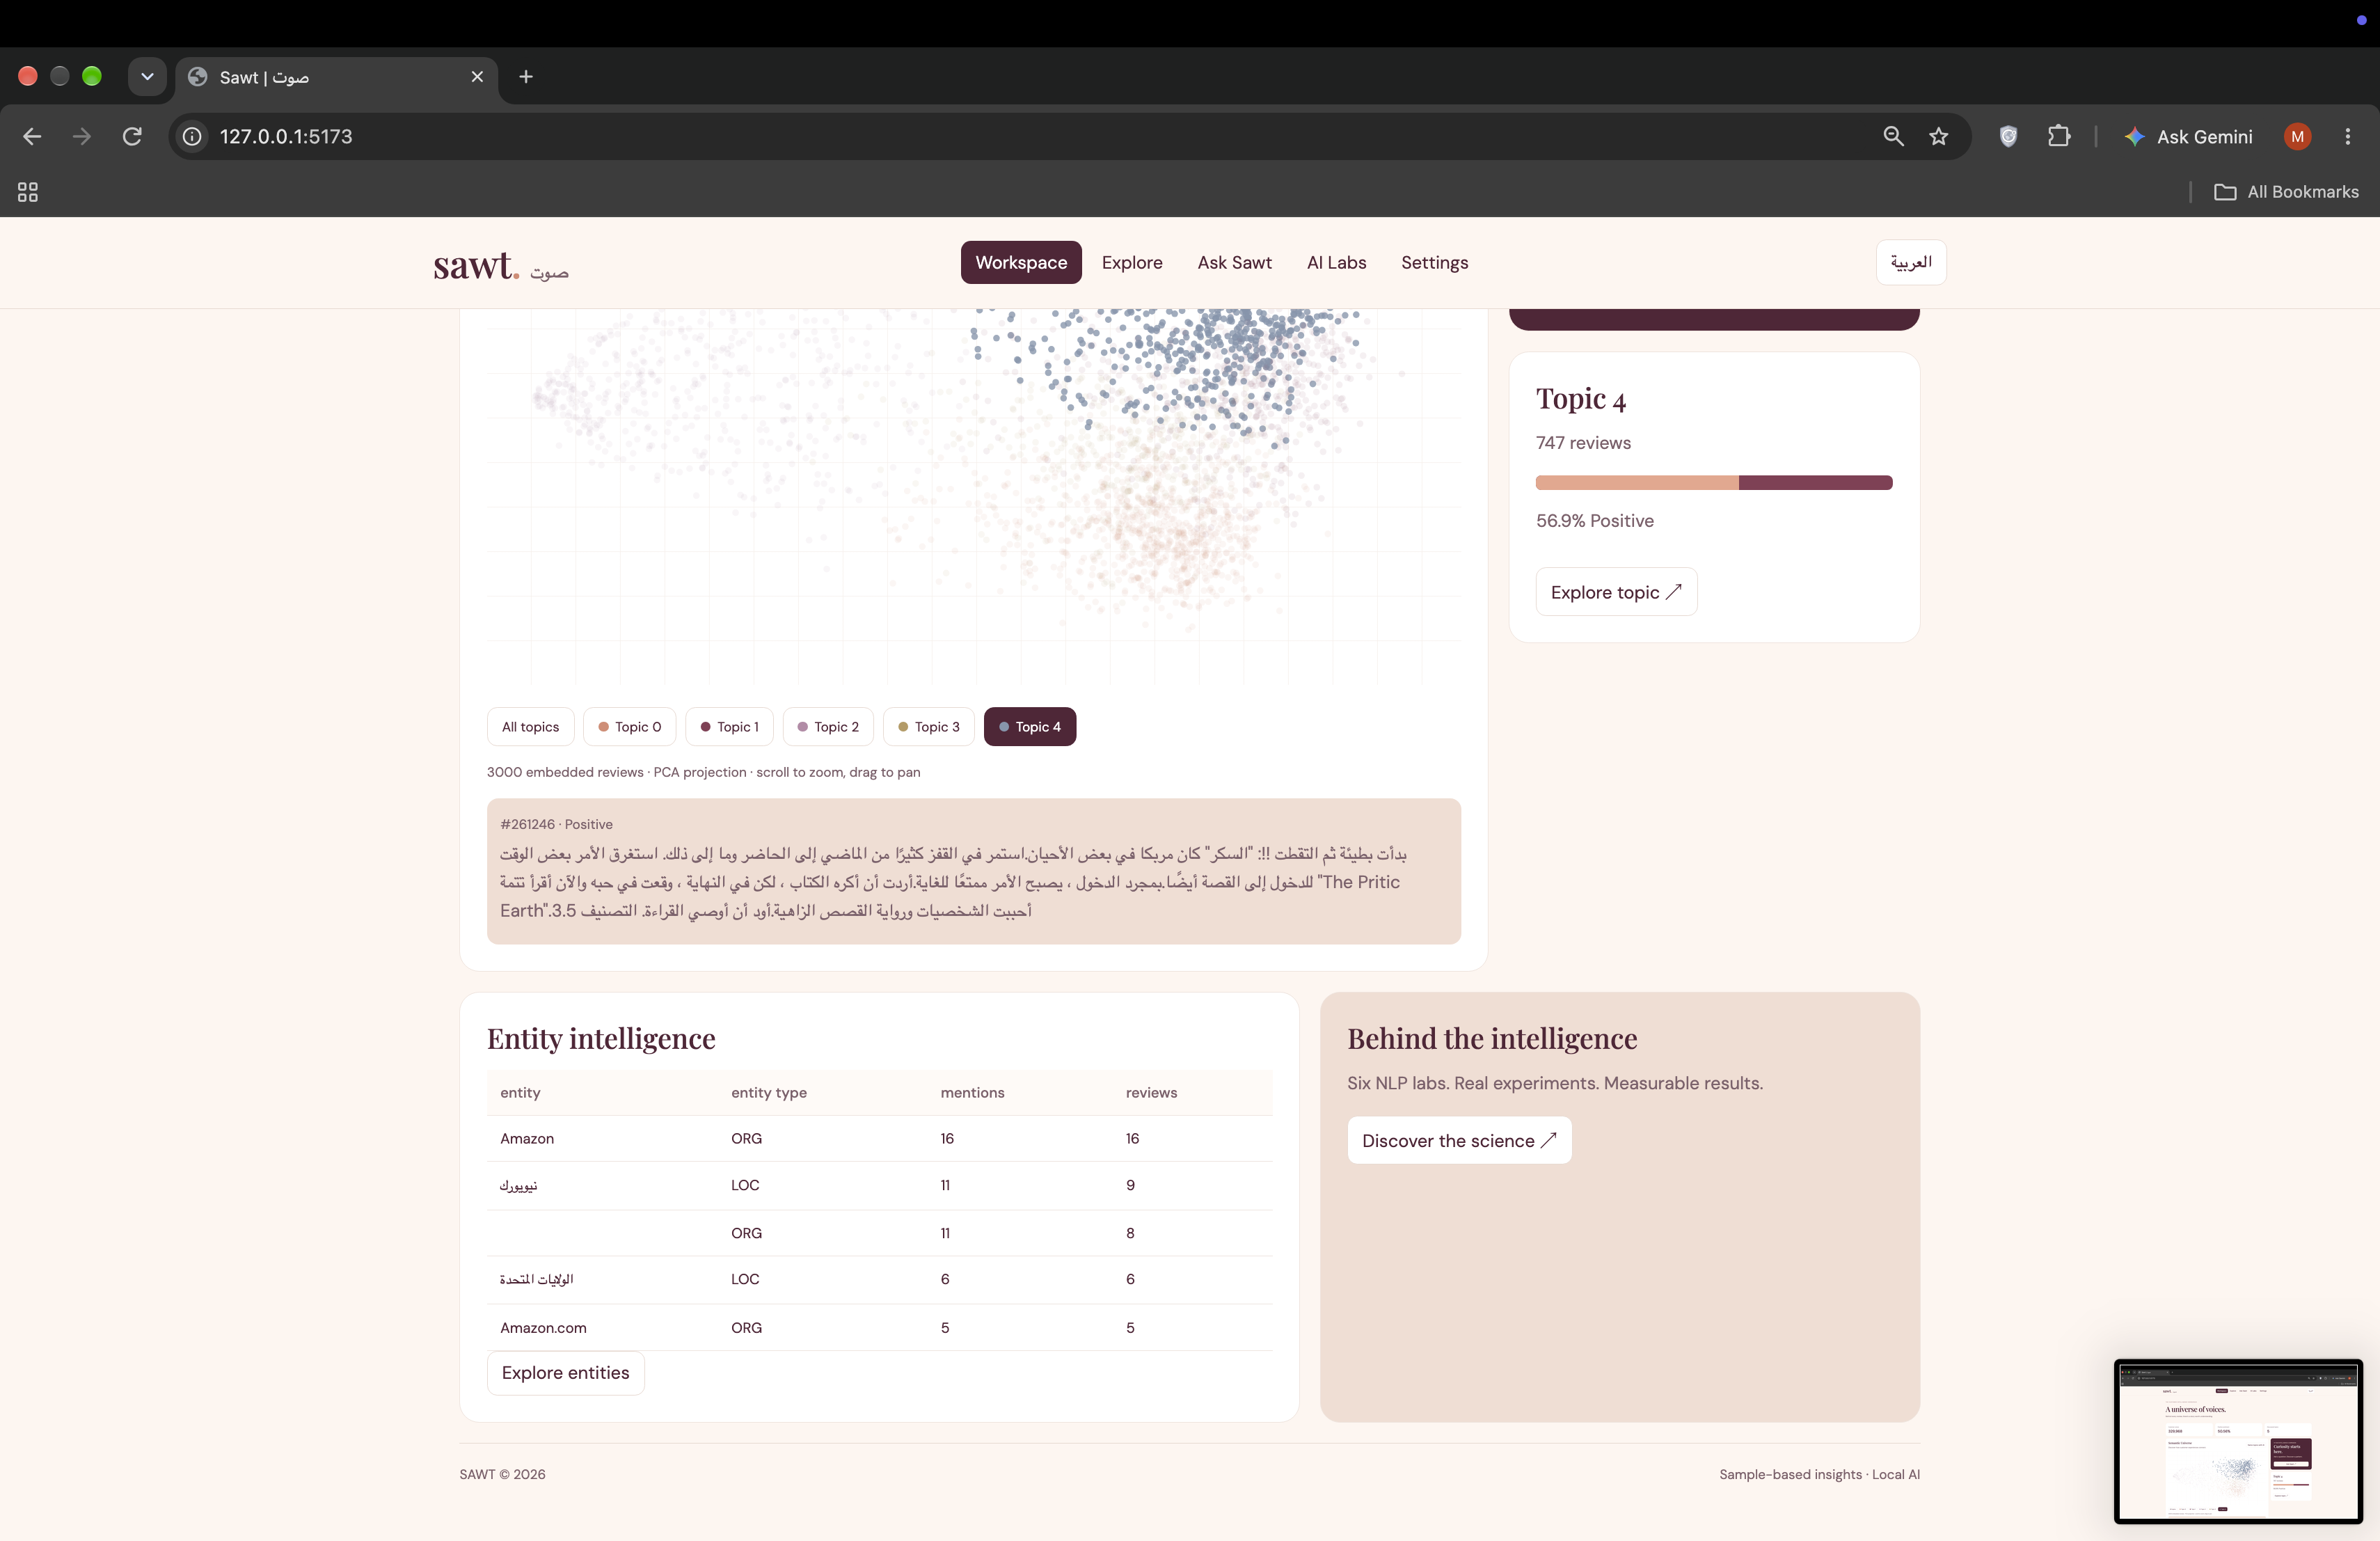 Sawt | صوت
127.0.0.1:5173
Ask Gemini
M
All Bookmarks
sawt. صوت
Workspace
Explore
Ask Sawt
AI Labs
Settings
العربية
Topic 4
747 reviews
56.9% Positive
Explore topic ↗
All topics
Topic 0
Topic 1
Topic 2
Topic 3
Topic 4
3000 embedded reviews · PCA projection · scroll to zoom, drag to pan
#261246 · Positive
بدأت بطيئة ثم التقطت !!: "السكر" كان مربكا في بعض الأحيان.استمر في القفز كثيرًا من الماضي إلى الحاضر وما إلى ذلك. استغرق الأمر بعض الوقت
للدخول إلى القصة أيضًا.بمجرد الدخول ، يصبح الأمر ممتعًا للغاية.أردت أن أكره الكتاب ، لكن في النهاية ، وقعت في حبه والآن أقرأ تتمة "The Pritic
Earth".3.5 أحببت الشخصيات ورواية القصص الزاهية.أود أن أوصي القراءة. التصنيف
Entity intelligence
entity entity type mentions reviews
Amazon ORG 16 16
نيويورك LOC 11 9
ORG 11 8
الولايات المتحدة LOC 6 6
Amazon.com ORG 5 5
Explore entities
Behind the intelligence
Six NLP labs. Real experiments. Measurable results.
Discover the science ↗
SAWT © 2026
Sample-based insights · Local AI
A universe of voices.